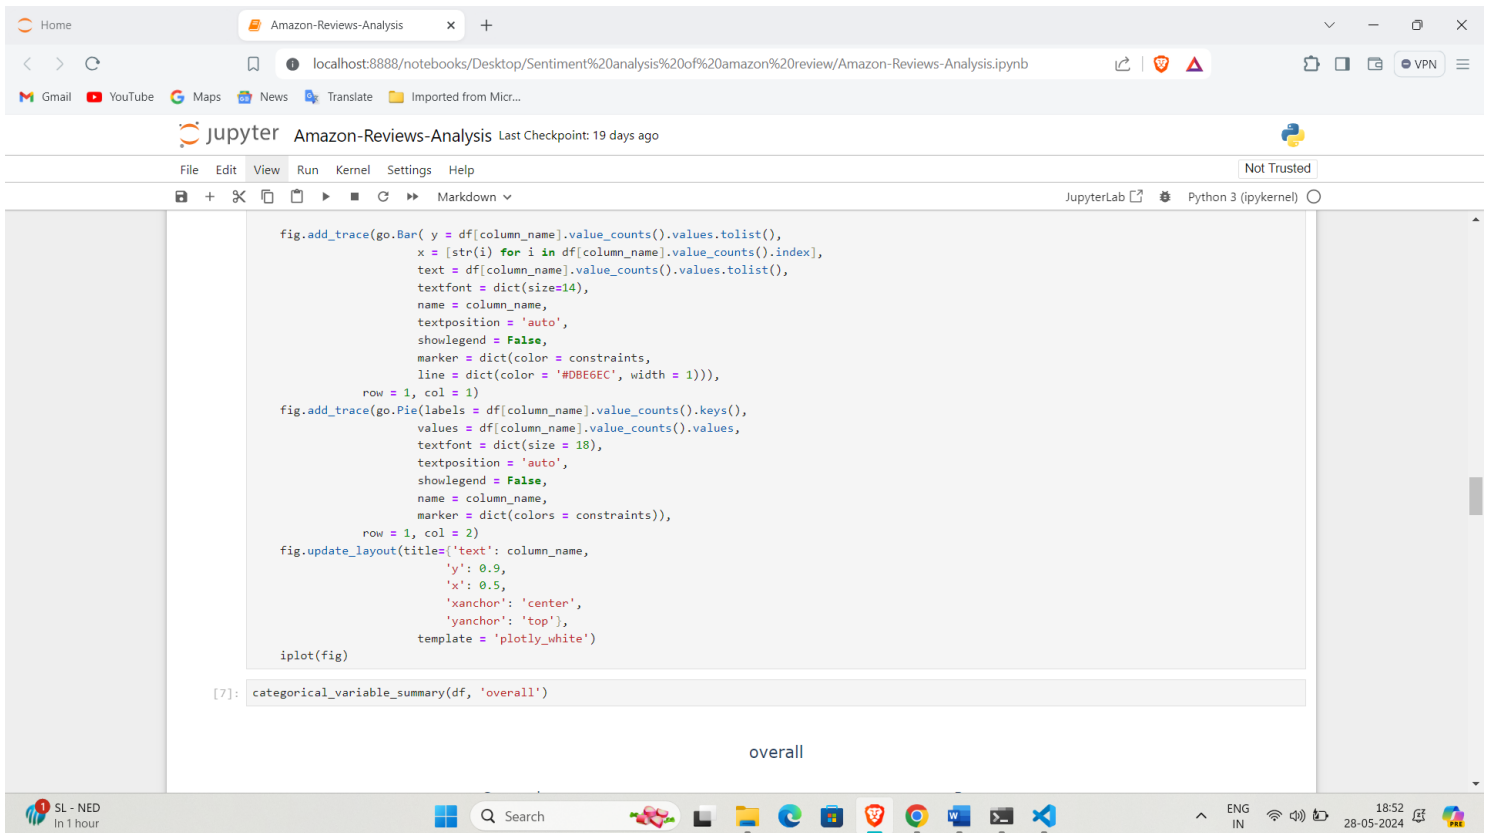 Home
Amazon-Reviews-Analysis
localhost:8888/notebooks/Desktop/Sentiment%20analysis%20of%20amazon%20review/Amazon-Reviews-Analysis.ipynb
VPN
Gmail YouTube Maps News Translate Imported from Micr...
jupyter Amazon-Reviews-Analysis Last Checkpoint: 19 days ago
File Edit View Run Kernel Settings Help
Not Trusted
Markdown
JupyterLab Python 3 (ipykernel)
fig.add_trace(go.Bar( y = df[column_name].value_counts().values.tolist(),
x = [str(i) for i in df[column_name].value_counts().index],
text = df[column_name].value_counts().values.tolist(),
textfont = dict(size=14),
name = column_name,
textposition = 'auto',
showlegend = False,
marker = dict(color = constraints,
line = dict(color = '#DBE6EC', width = 1))),
row = 1, col = 1)
fig.add_trace(go.Pie(labels = df[column_name].value_counts().keys(),
values = df[column_name].value_counts().values,
textfont = dict(size = 18),
textposition = 'auto',
showlegend = False,
name = column_name,
marker = dict(colors = constraints)),
row = 1, col = 2)
fig.update_layout(title={'text': column_name,
'y': 0.9,
'x': 0.5,
'xanchor': 'center',
'yanchor': 'top'},
template = 'plotly_white')
iplot(fig)
[7]: categorical_variable_summary(df, 'overall')
overall
1
SL - NED
In 1 hour
Search
ENG
IN
18:52
28-05-2024
PRE